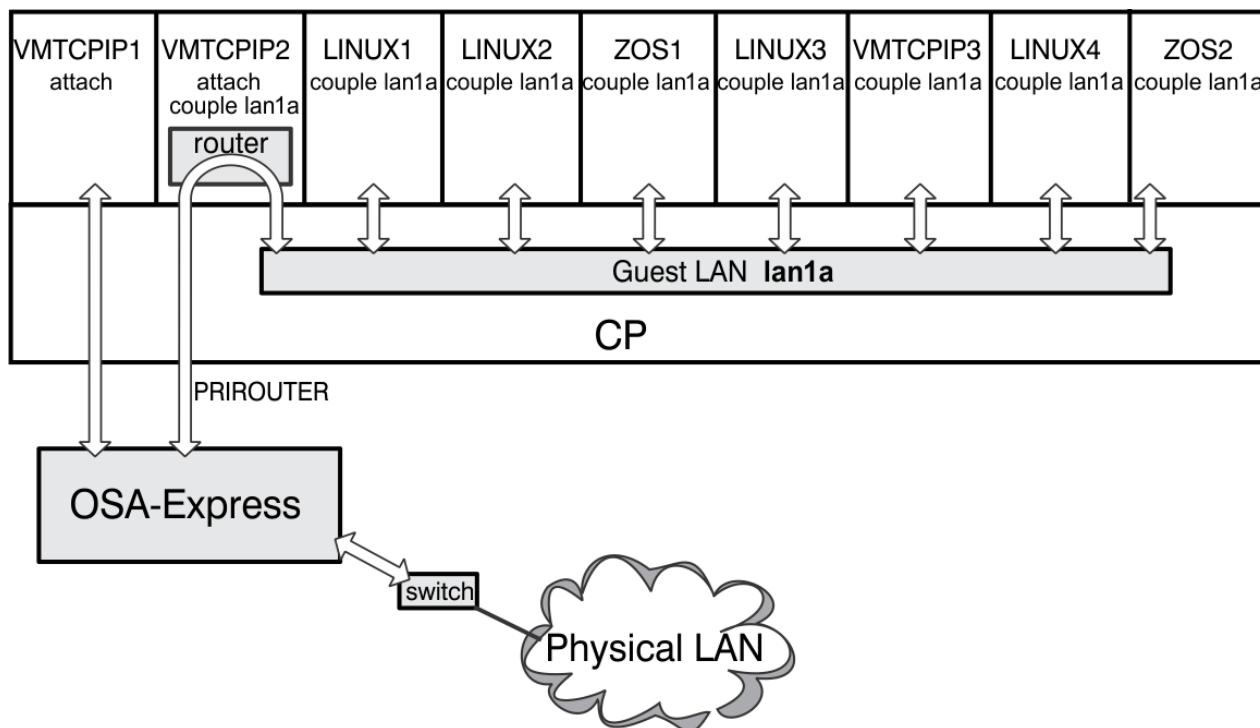 VMTCPIP1 VMTCPIP2 LINUX1 LINUX2 ZOS1 LINUX3 VMTCPIP3 LINUX4 ZOS2
attach attach couple lan1a couple lan1a couple lan1a couple lan1a couple lan1a couple lan1a couple lan1a
couple lan1a
router
Guest LAN lan1a
CP
PRIROUTER
OSA-Express
switch
Physical LAN